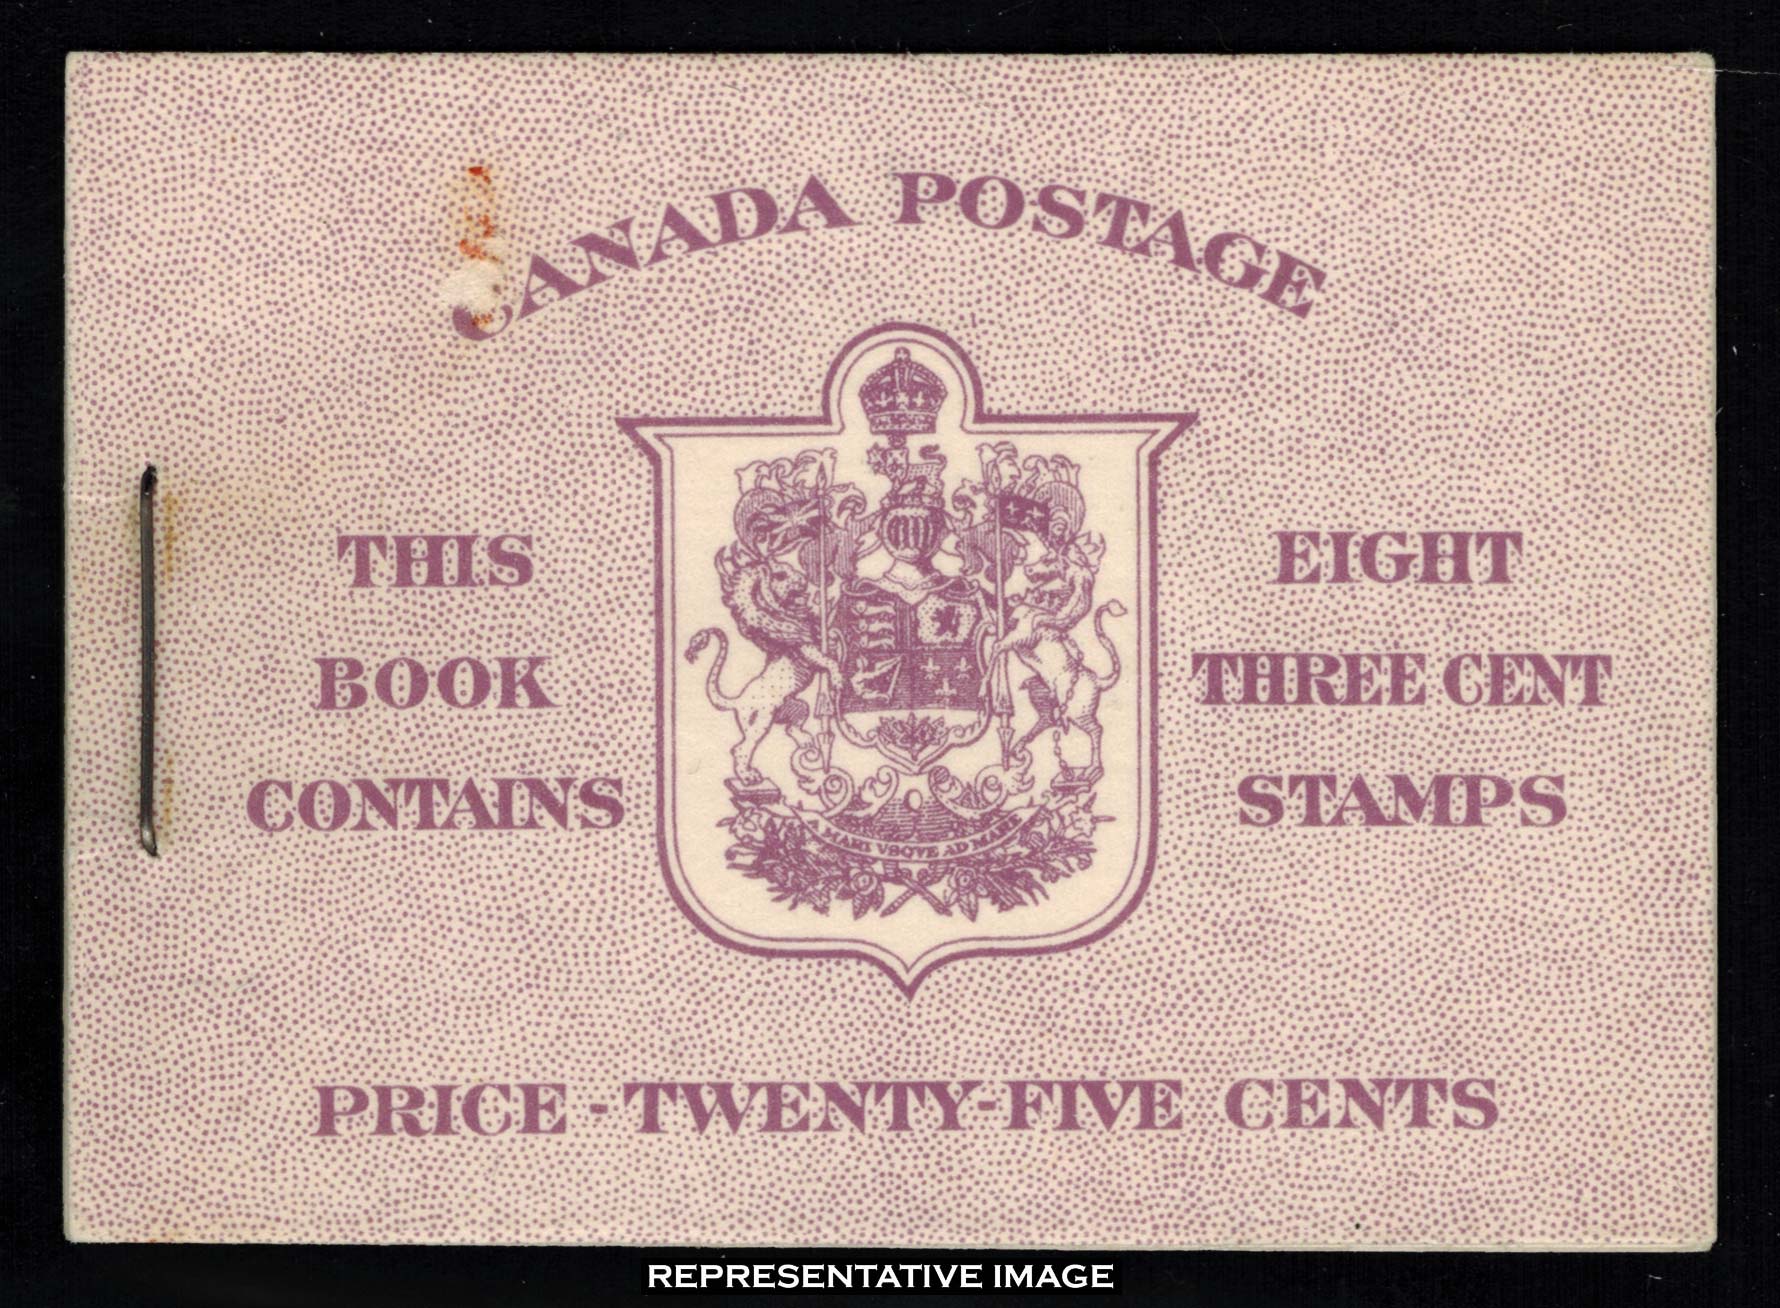 CANADA POSTAGE
THIS
BOOK
CONTAINS
EIGHT
THREE CENT
STAMPS
A MARI VSQVE AD MARE
PRICE - TWENTY-FIVE CENTS
REPRESENTATIVE IMAGE